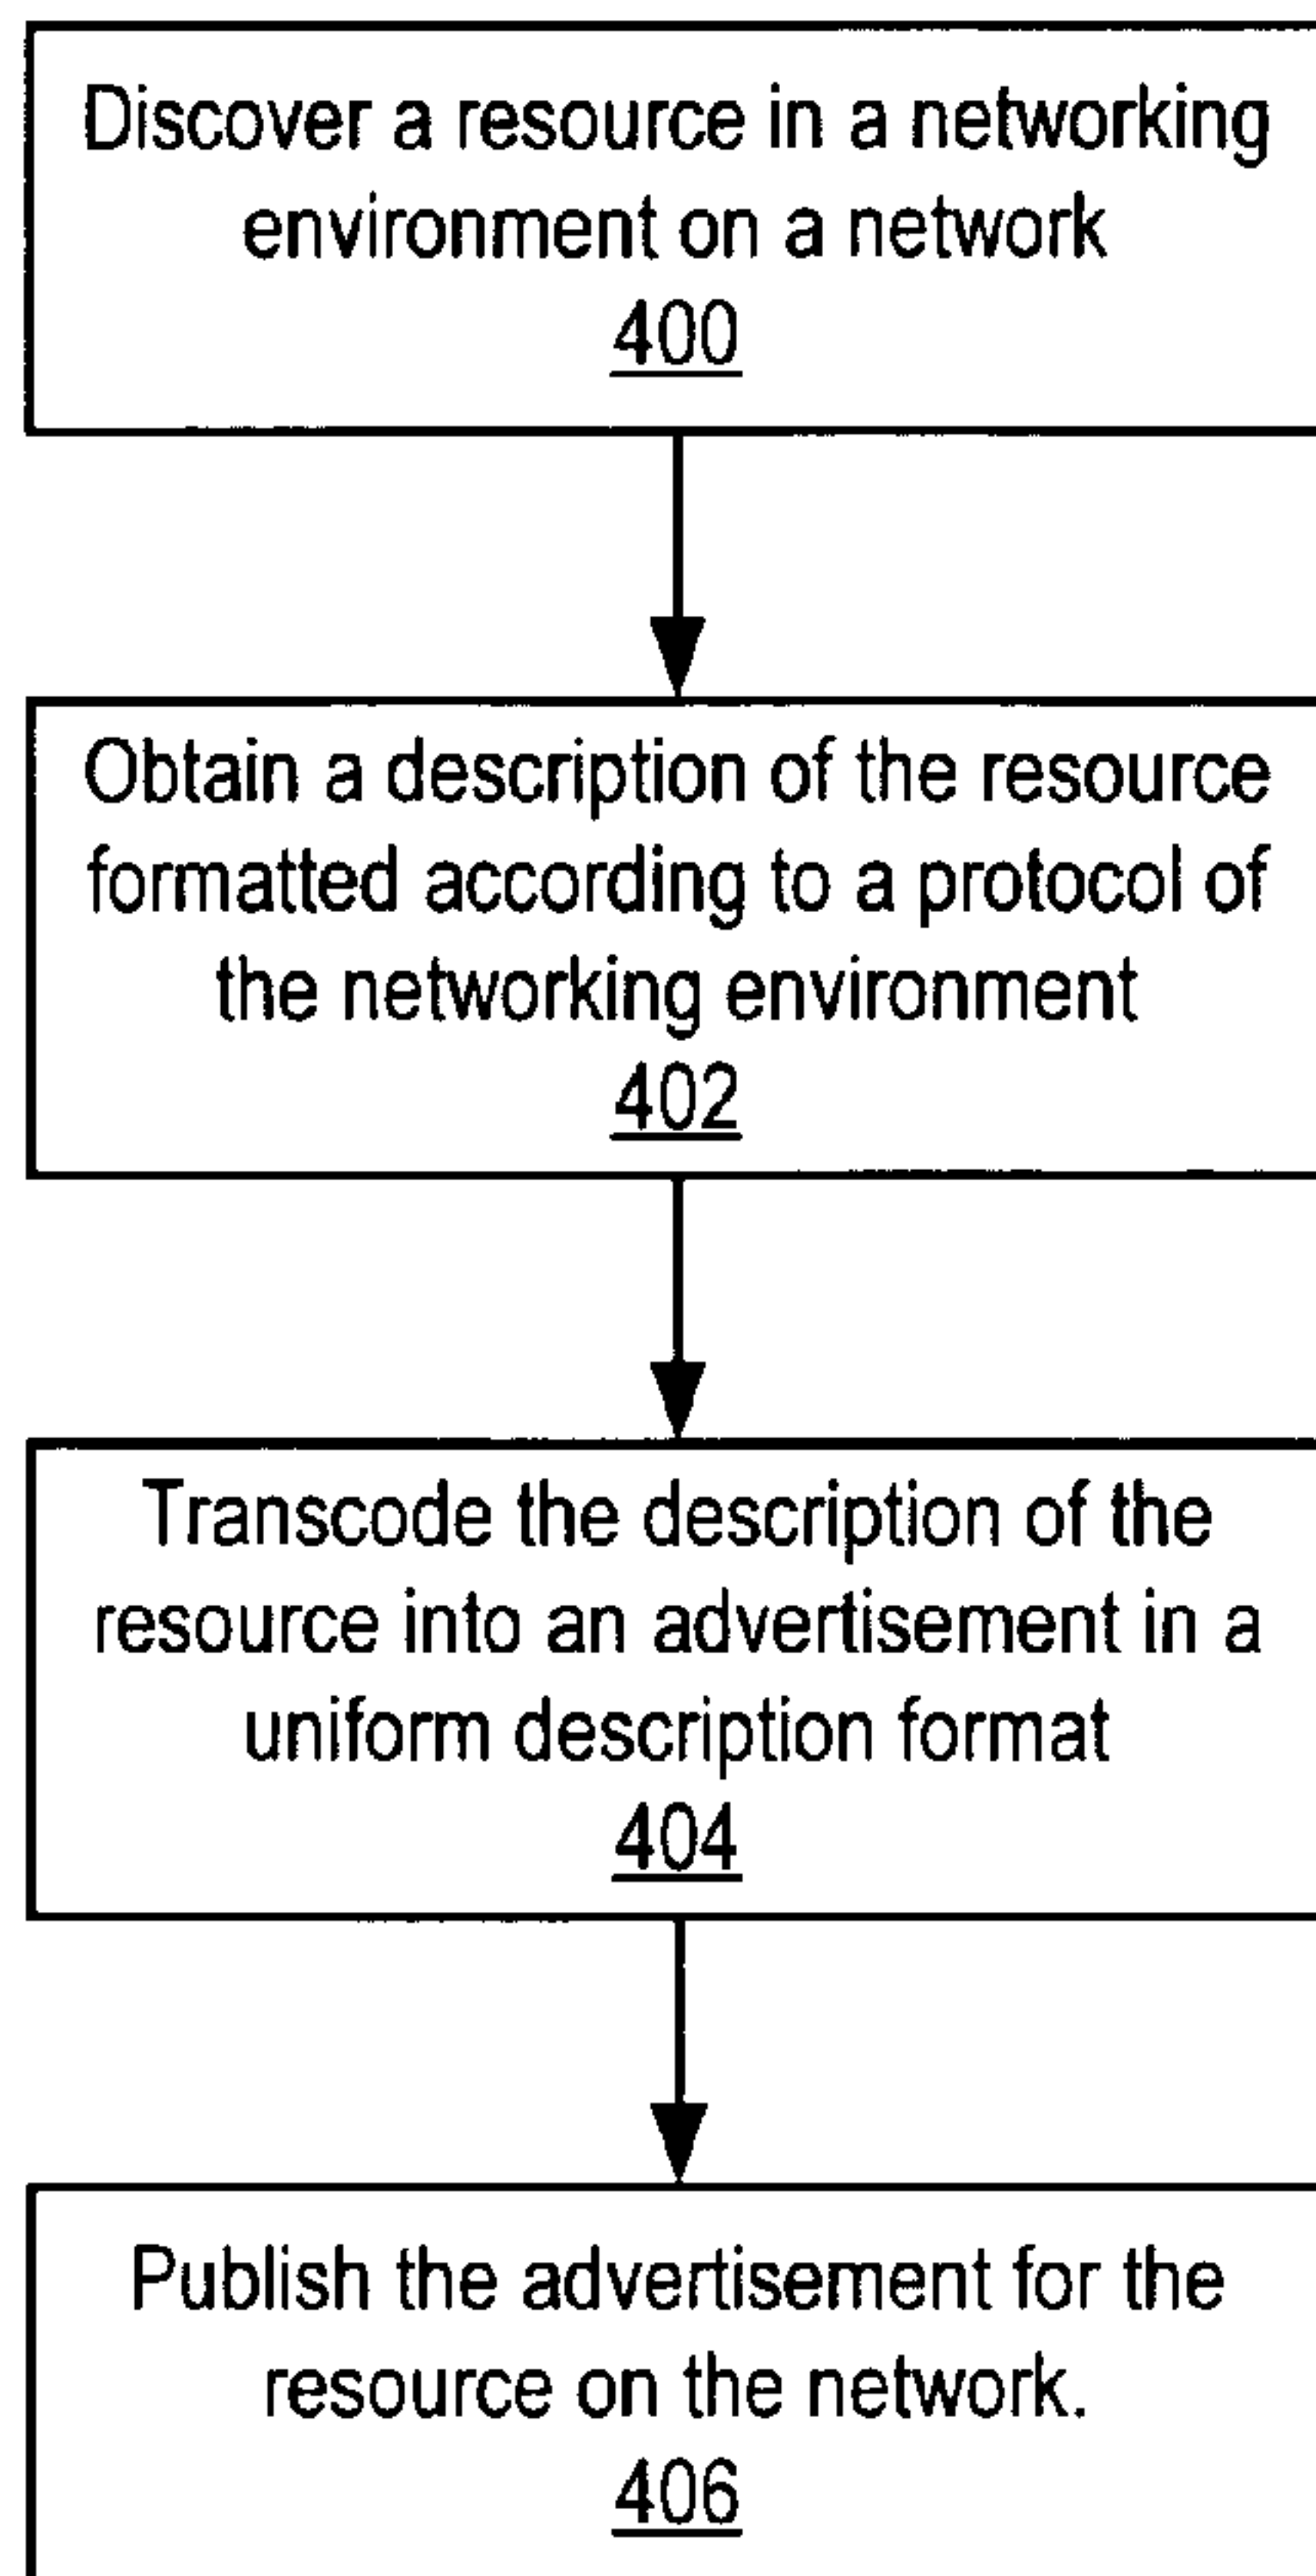 Discover a resource in a networking
environment on a network
400
Obtain a description of the resource
formatted according to a protocol of
the networking environment
402
Transcode the description of the
resource into an advertisement in a
uniform description format
404
Publish the advertisement for the
resource on the network.
406